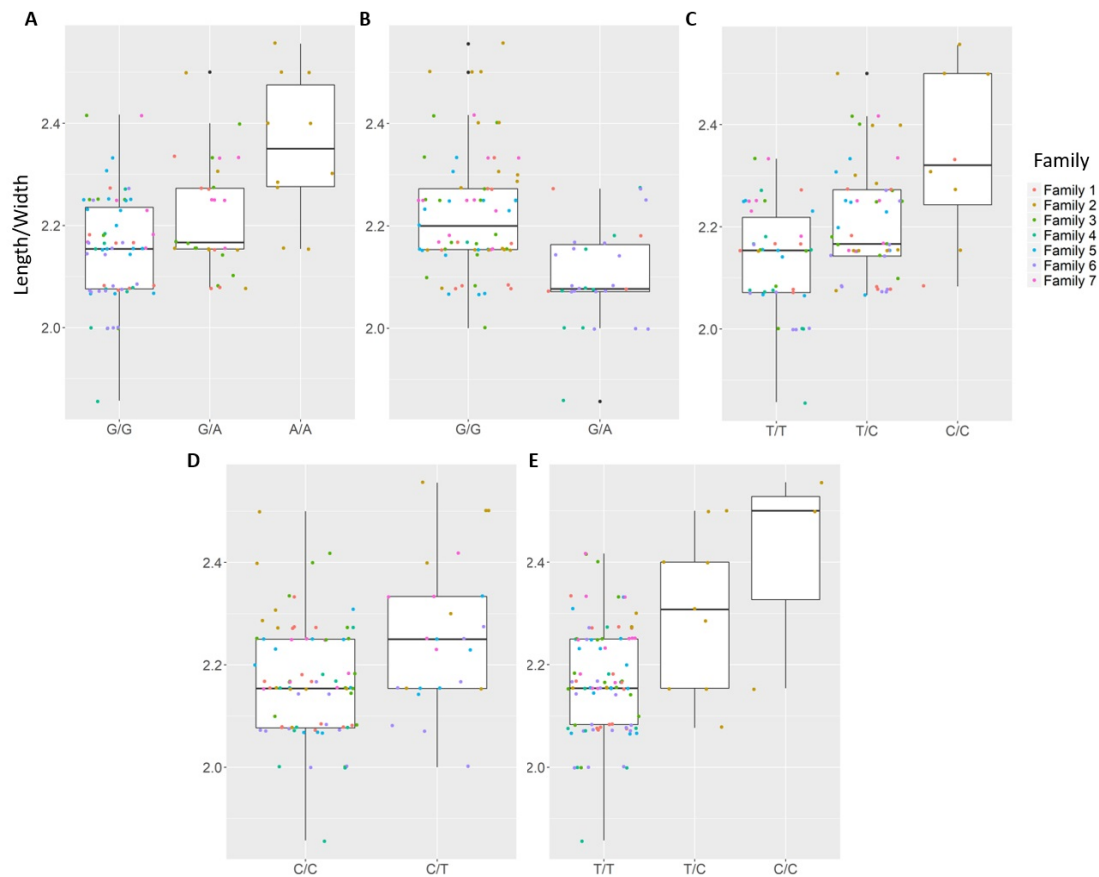 A
B
C
Length/Width
2.4
2.2
2.0
G/G G/A A/A
2.4
2.2
2.0
G/G G/A
2.4
2.2
2.0
T/T T/C C/C
Family
Family 1
Family 2
Family 3
Family 4
Family 5
Family 6
Family 7
D
E
2.4
2.2
2.0
C/C C/T
2.4
2.2
2.0
T/T T/C C/C